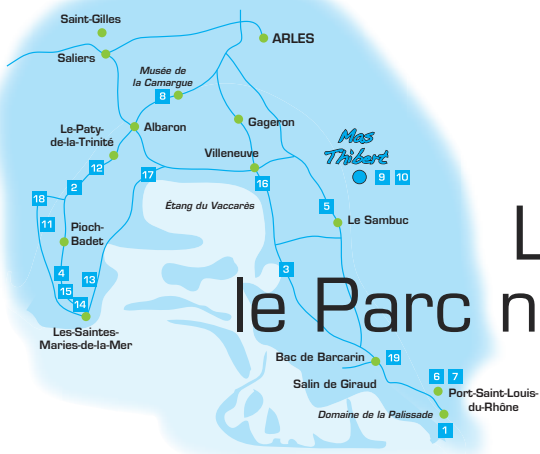 Saint-Gilles
Saliers
ARLES
Musée de
la Camargue
8
Albaron
Gageron
Le-Paty-
de-la-Trinité
Villeneuve
Mas
Thibert
9 10
12
17
2
16
18
Étang du Vaccarès
5
Le Sambuc
11
Pioch-
Badet
L
4
13
3
le Parc n
15
14
Les-Saintes-
Maries-de-la-Mer
Bac de Barcarin
19
Salin de Giraud
6 7
Port-Saint-Louis-
du-Rhône
Domaine de la Palissade
1